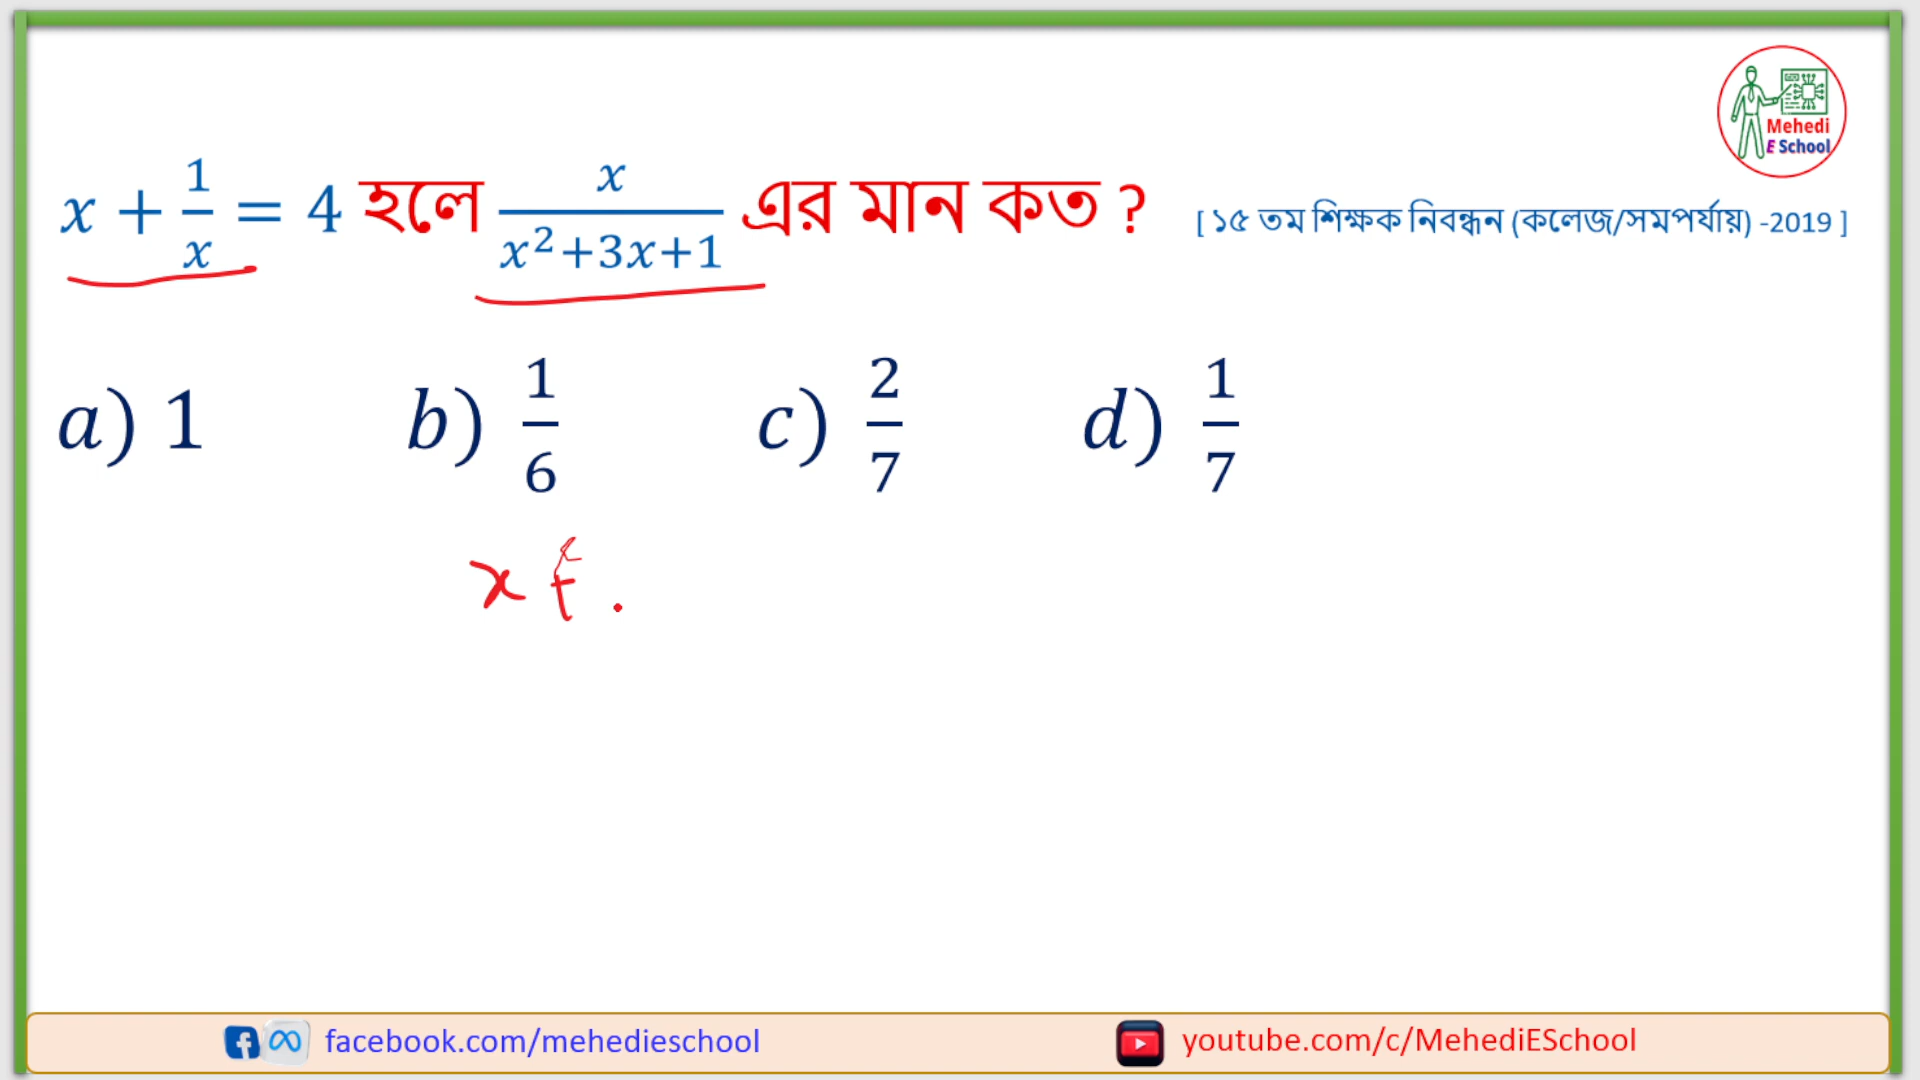 Mehedi
E School
x + 1/x = 4 হলে x/(x²+3x+1) এর মান কত ? [ ১৫ তম শিক্ষক নিবন্ধন (কলেজ/সমপর্যায়) -2019 ]
a) 1 b) 1/6 c) 2/7 d) 1/7
x
facebook.com/mehedieschool youtube.com/c/MehediESchool